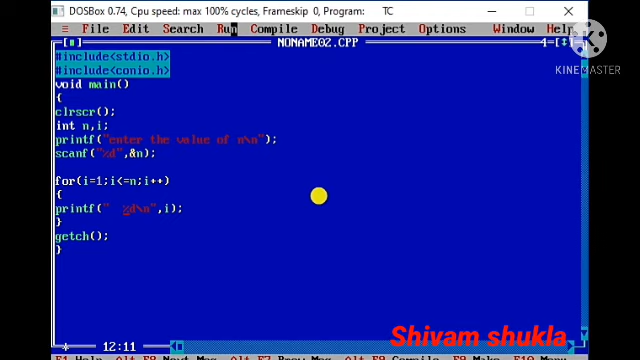 DOSBox 0.74, Cpu speed: max 100% cycles, Frameskip 0, Program: TC
≡ File Edit Search Run Compile Debug Project Options Window Help
[■] NONAME02.CPP 4=[↕]
#include<stdio.h>
#include<conio.h>
void main()
{
clrscr();
int n,i;
printf("enter the value of n\n");
scanf("%d",&n);
for(i=1;i<=n;i++)
{
printf("  %d\n",i);
}
getch();
}
12:11
KINEMASTER
Shivam shukla